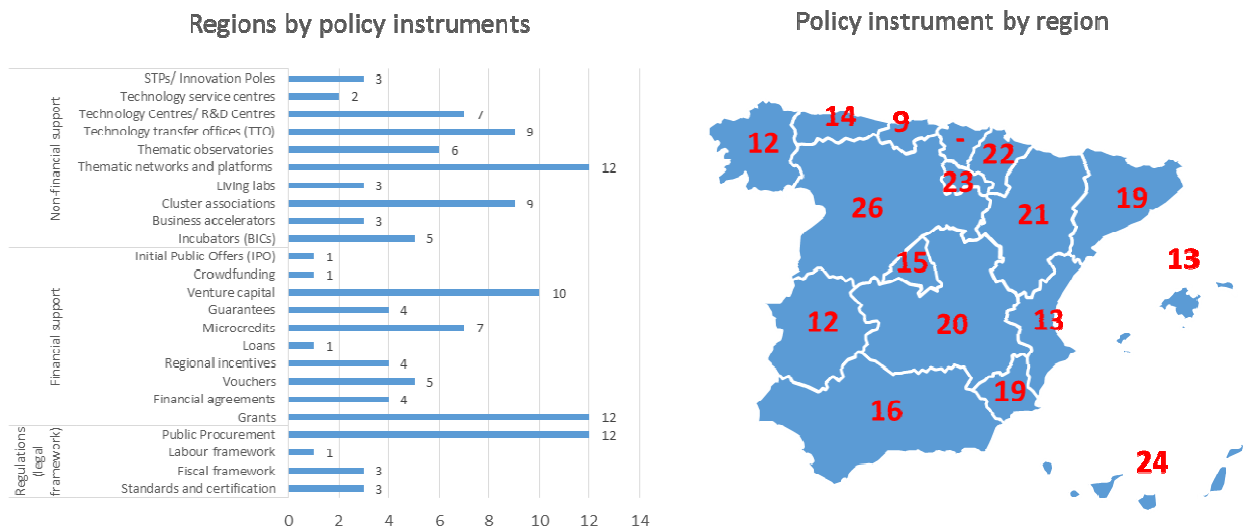 Regions by policy instruments
Non-financial support
STPs/ Innovation Poles 3
Technology service centres 2
Technology Centres/ R&D Centres 7
Technology transfer offices (TTO) 9
Thematic observatories 6
Thematic networks and platforms 12
Living labs 3
Cluster associations 9
Business accelerators 3
Incubators (BICs) 5
Financial support
Initial Public Offers (IPO) 1
Crowdfunding 1
Venture capital 10
Guarantees 4
Microcredits 7
Loans 1
Regional incentives 4
Vouchers 5
Financial agreements 4
Grants 12
Regulations
(legal
framework)
Public Procurement 12
Labour framework 1
Fiscal framework 3
Standards and certification 3
0 2 4 6 8 10 12 14
Policy instrument by region
12
14
9
-
22
23
26
21
19
13
15
12
20
13
19
16
24